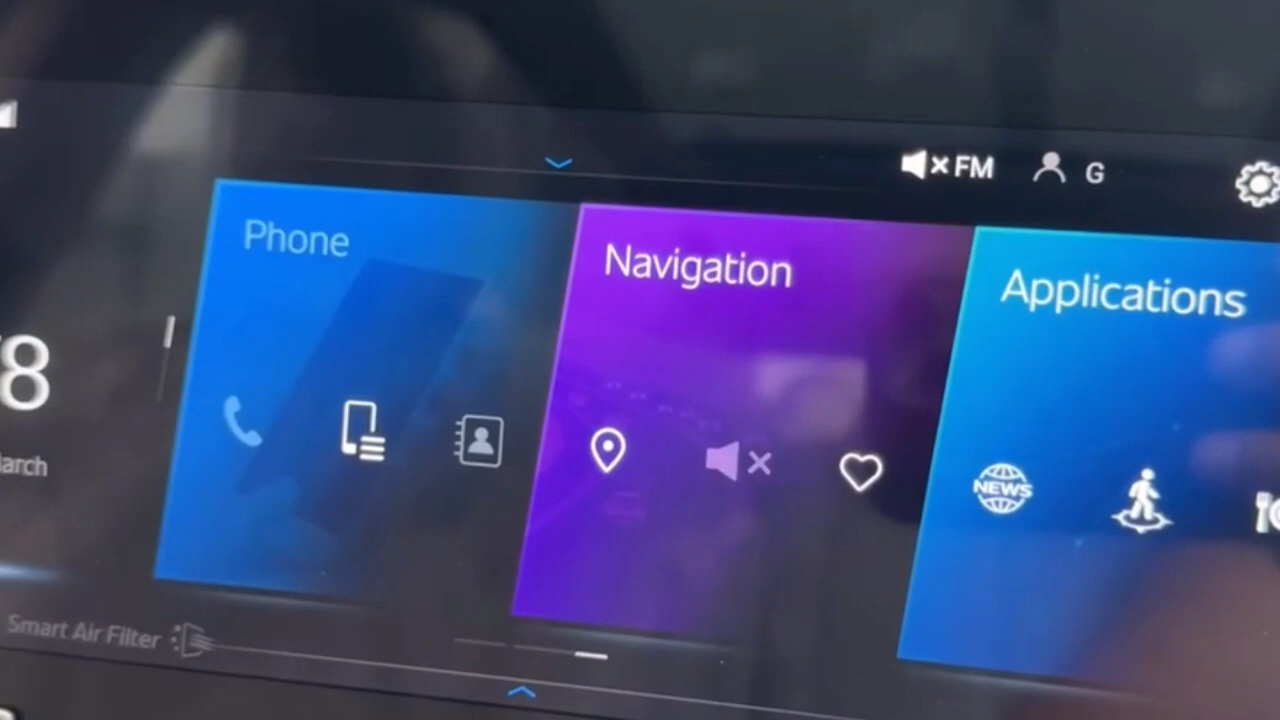 FM
G
Phone
Navigation
Applications
8
arch
NEWS
Smart Air Filter